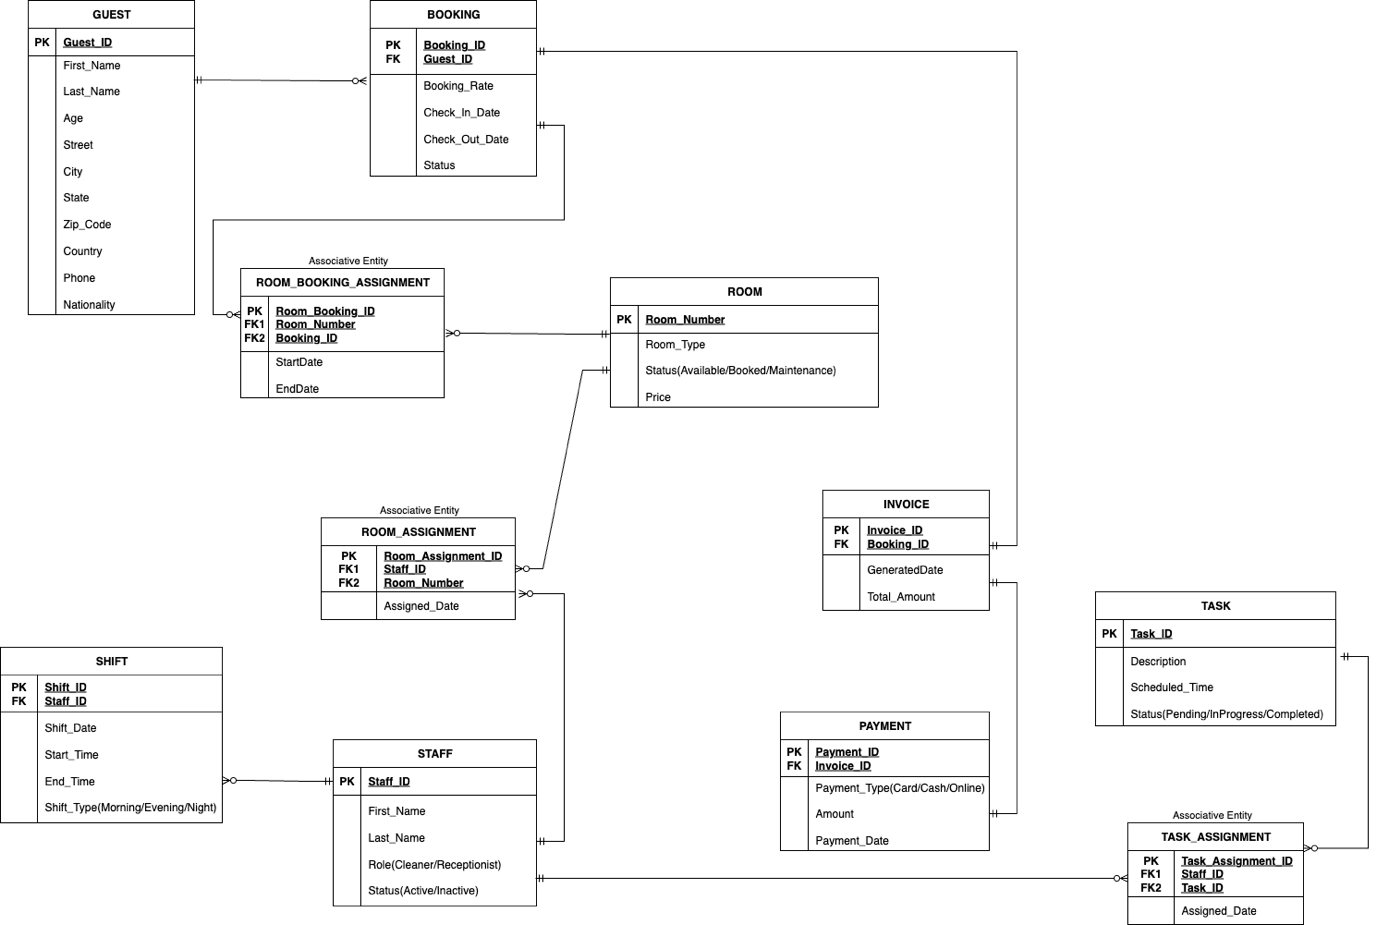 GUEST
PK Guest_ID
First_Name
Last_Name
Age
Street
City
State
Zip_Code
Country
Phone
Nationality
BOOKING
PK Booking_ID
FK Guest_ID
Booking_Rate
Check_In_Date
Check_Out_Date
Status
Associative Entity
ROOM_BOOKING_ASSIGNMENT
PK Room_Booking_ID
FK1 Room_Number
FK2 Booking_ID
StartDate
EndDate
ROOM
PK Room_Number
Room_Type
Status(Available/Booked/Maintenance)
Price
Associative Entity
ROOM_ASSIGNMENT
PK Room_Assignment_ID
FK1 Staff_ID
FK2 Room_Number
Assigned_Date
INVOICE
PK Invoice_ID
FK Booking_ID
GeneratedDate
Total_Amount
TASK
PK Task_ID
Description
Scheduled_Time
Status(Pending/InProgress/Completed)
SHIFT
PK Shift_ID
FK Staff_ID
Shift_Date
Start_Time
End_Time
Shift_Type(Morning/Evening/Night)
STAFF
PK Staff_ID
First_Name
Last_Name
Role(Cleaner/Receptionist)
Status(Active/Inactive)
PAYMENT
PK Payment_ID
FK Invoice_ID
Payment_Type(Card/Cash/Online)
Amount
Payment_Date
Associative Entity
TASK_ASSIGNMENT
PK Task_Assignment_ID
FK1 Staff_ID
FK2 Task_ID
Assigned_Date